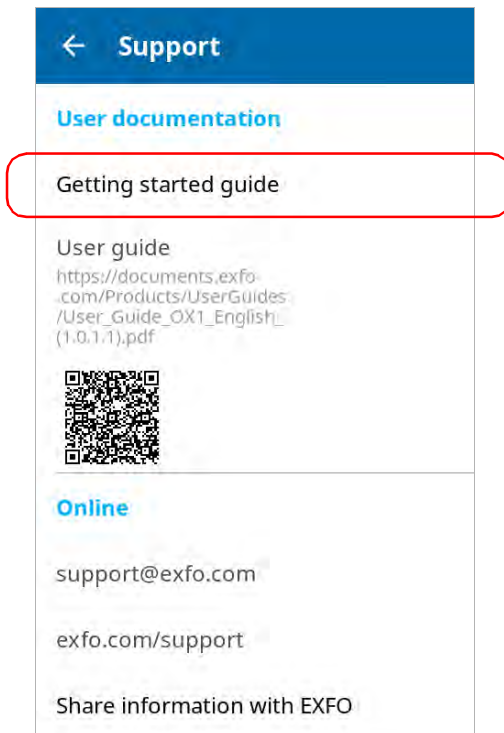 Support
User documentation
Getting started guide
User guide
https://documents.exfo
.com/Products/UserGuides
/User_Guide_OX1_English_
(1.0.1.1).pdf
Online
support@exfo.com
exfo.com/support
Share information with EXFO